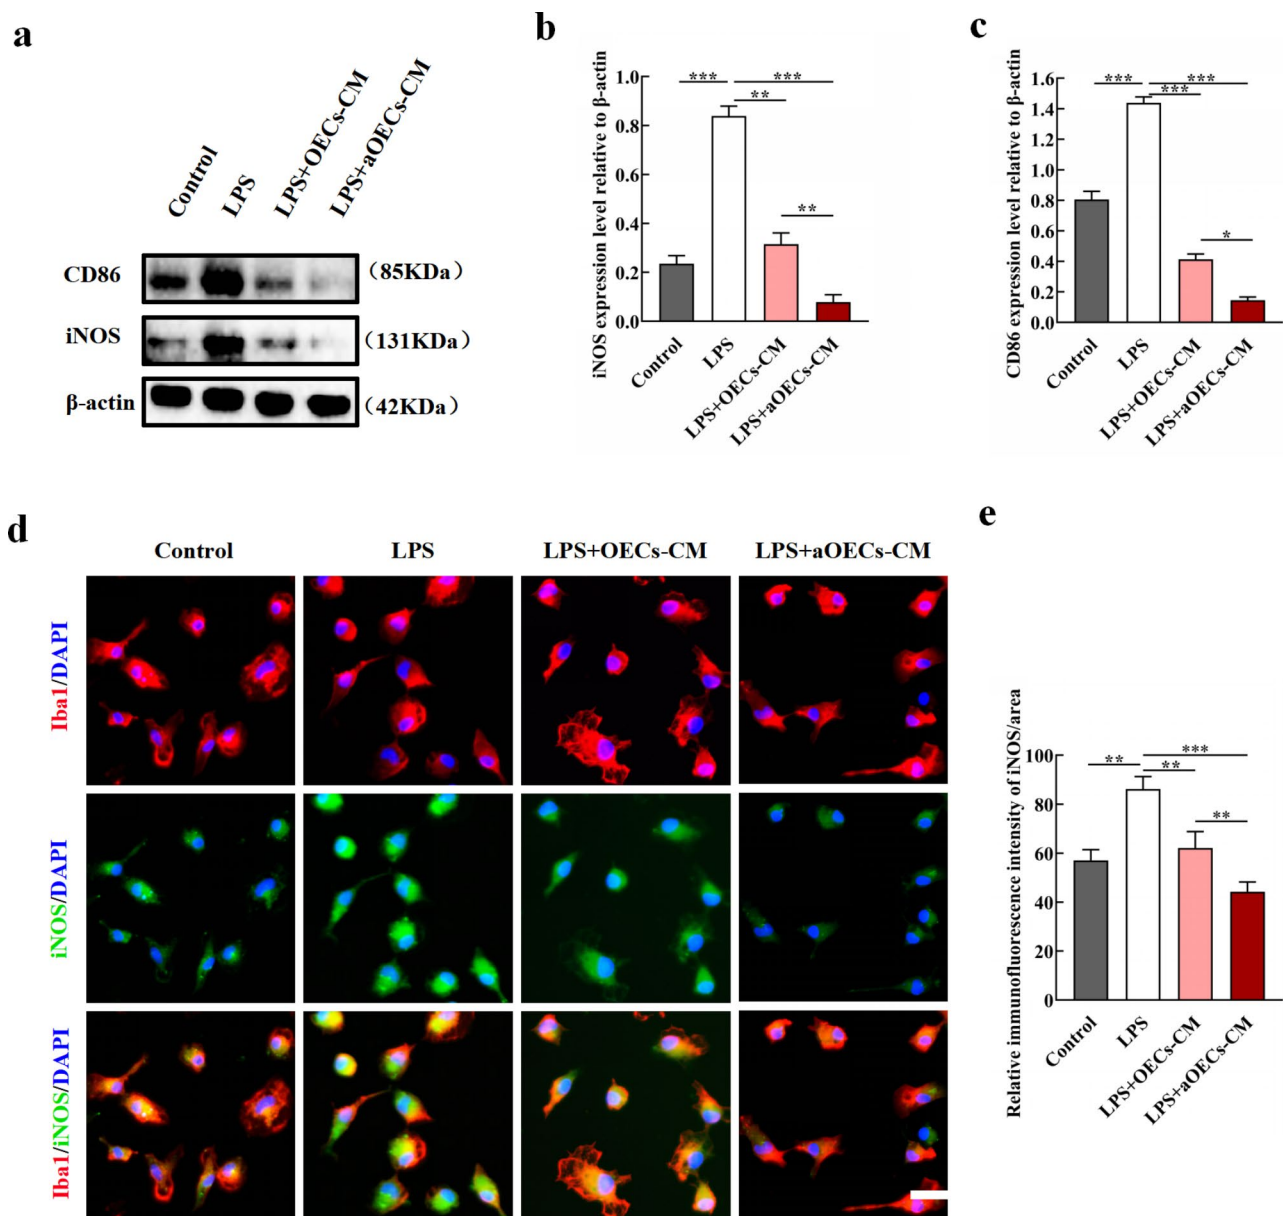 a
Control
LPS
LPS+OECs-CM
LPS+aOECs-CM
CD86
（85KDa）
iNOS
（131KDa）
β-actin
（42KDa）
b
iNOS expression level relative to β-actin
1.0
0.8
0.6
0.4
0.2
0.0
***
***
**
**
Control
LPS
LPS+OECs-CM
LPS+aOECs-CM
c
CD86 expression level relative to β-actin
1.6
1.4
1.2
1.0
0.8
0.6
0.4
0.2
0.0
***
***
***
*
Control
LPS
LPS+OECs-CM
LPS+aOECs-CM
d
Control
LPS
LPS+OECs-CM
LPS+aOECs-CM
Iba1/DAPI
iNOS/DAPI
Iba1/iNOS/DAPI
e
Relative immunofluorescence intensity of iNOS/area
100
80
60
40
20
0
**
***
**
**
Control
LPS
LPS+OECs-CM
LPS+aOECs-CM